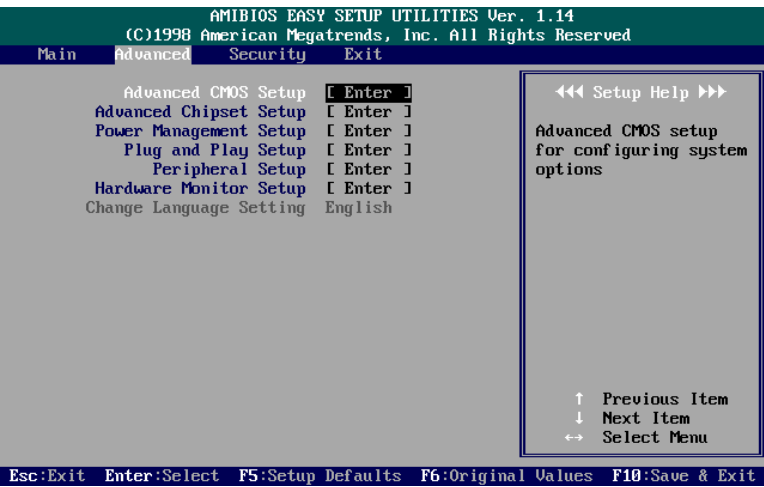 AMIBIOS EASY SETUP UTILITIES Ver. 1.14
(C)1998 American Megatrends, Inc. All Rights Reserved
Main Advanced Security Exit
Advanced CMOS Setup [ Enter ]
Advanced Chipset Setup [ Enter ]
Power Management Setup [ Enter ]
Plug and Play Setup [ Enter ]
Peripheral Setup [ Enter ]
Hardware Monitor Setup [ Enter ]
Change Language Setting English
Setup Help
Advanced CMOS setup
for configuring system
options
↑ Previous Item
↓ Next Item
↔ Select Menu
Esc:Exit Enter:Select F5:Setup Defaults F6:Original Values F10:Save & Exit